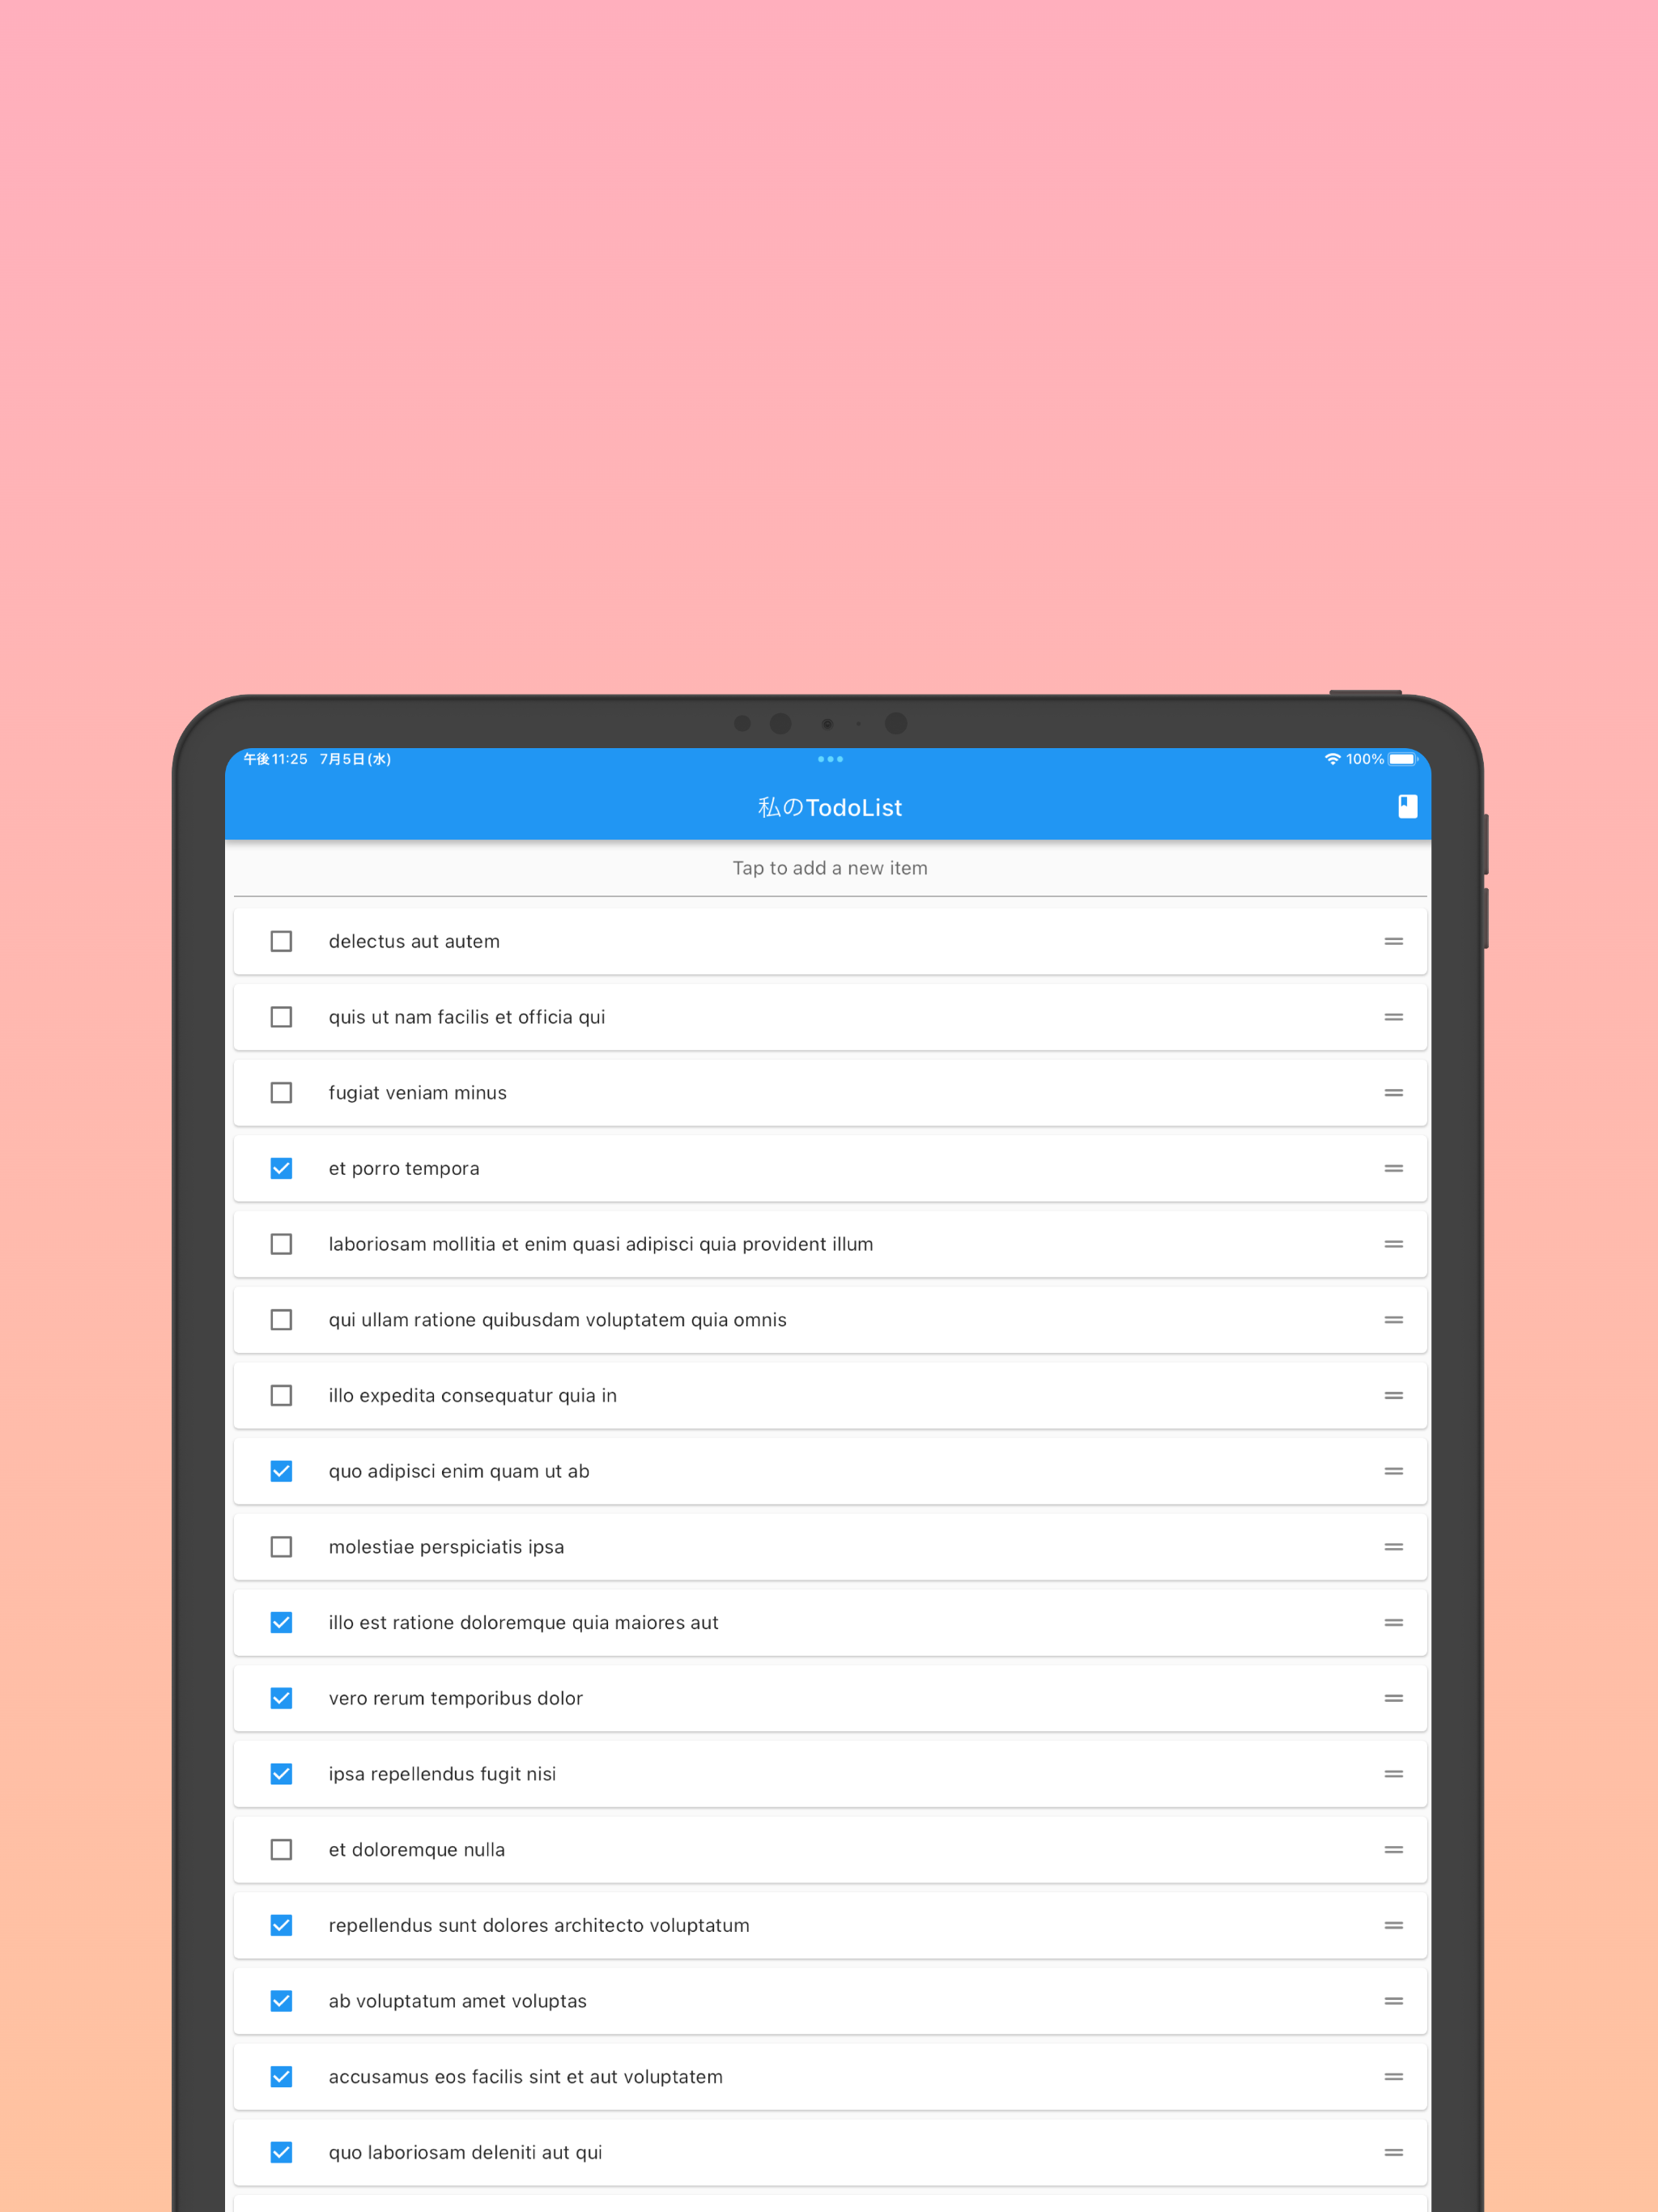 午後11:25 7月5日(水) 100%
私のTodoList
Tap to add a new item
delectus aut autem
quis ut nam facilis et officia qui
fugiat veniam minus
et porro tempora
laboriosam mollitia et enim quasi adipisci quia provident illum
qui ullam ratione quibusdam voluptatem quia omnis
illo expedita consequatur quia in
quo adipisci enim quam ut ab
molestiae perspiciatis ipsa
illo est ratione doloremque quia maiores aut
vero rerum temporibus dolor
ipsa repellendus fugit nisi
et doloremque nulla
repellendus sunt dolores architecto voluptatum
ab voluptatum amet voluptas
accusamus eos facilis sint et aut voluptatem
quo laboriosam deleniti aut qui